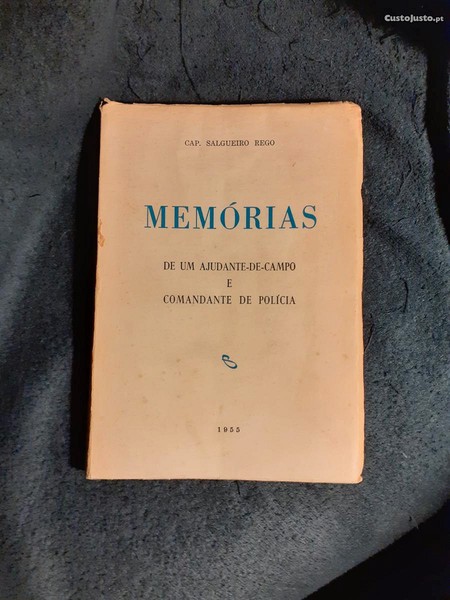 CustoJusto.pt
CAP. SALGUEIRO REGO
MEMÓRIAS
DE UM AJUDANTE-DE-CAMPO
E
COMANDANTE DE POLÍCIA
1955